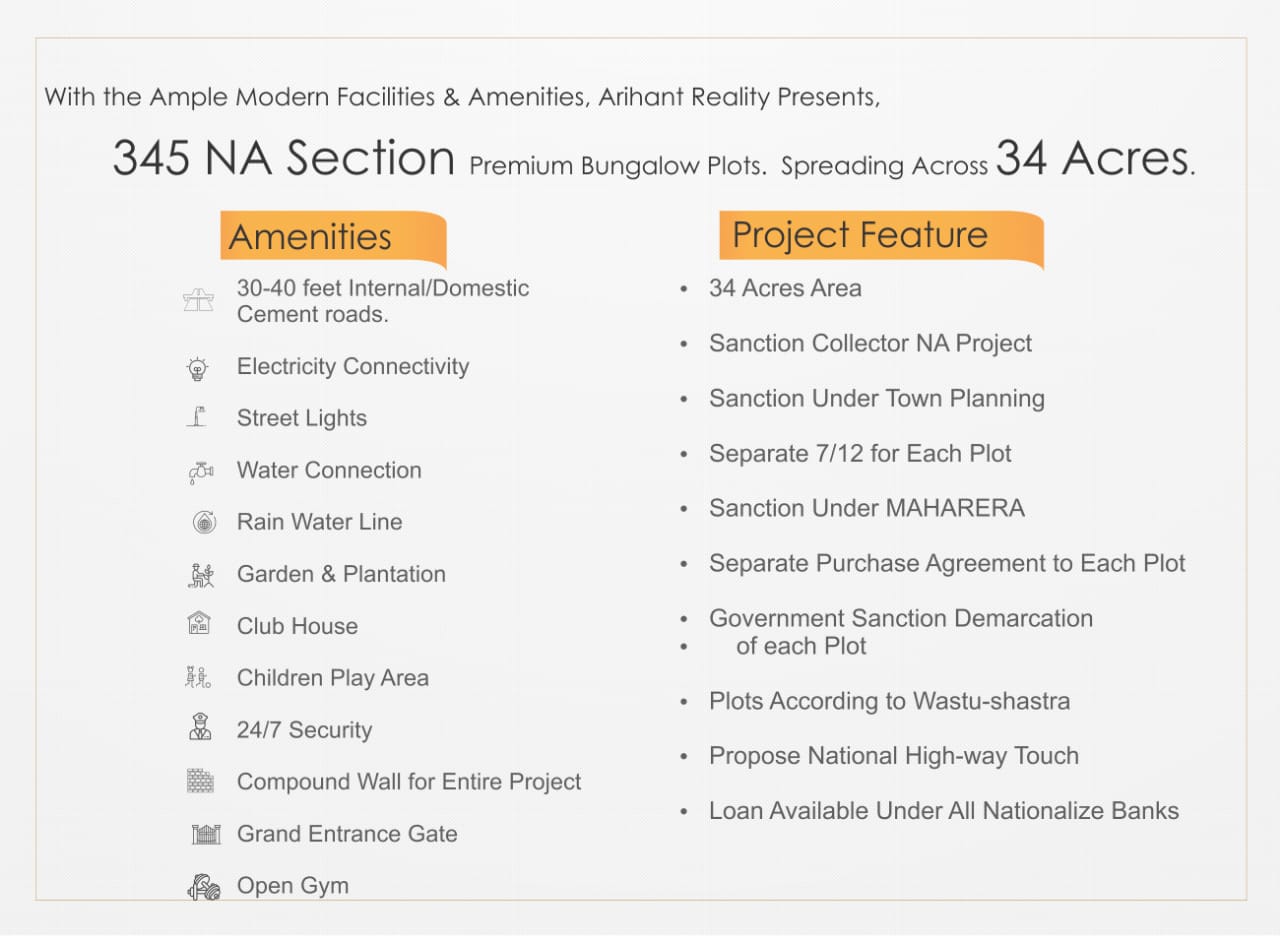 With the Ample Modern Facilities & Amenities, Arihant Reality Presents,
345 NA Section Premium Bungalow Plots. Spreading Across 34 Acres.
Amenities
30-40 feet Internal/Domestic
Cement roads.
Electricity Connectivity
Street Lights
Water Connection
Rain Water Line
Garden & Plantation
Club House
Children Play Area
24/7 Security
Compound Wall for Entire Project
Grand Entrance Gate
Open Gym
Project Feature
• 34 Acres Area
• Sanction Collector NA Project
• Sanction Under Town Planning
• Separate 7/12 for Each Plot
• Sanction Under MAHARERA
• Separate Purchase Agreement to Each Plot
• Government Sanction Demarcation
• of each Plot
• Plots According to Wastu-shastra
• Propose National High-way Touch
• Loan Available Under All Nationalize Banks